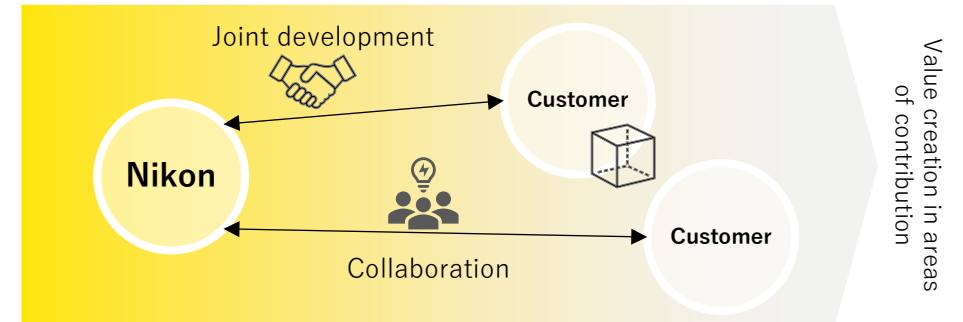 Joint development
Customer
Nikon
Customer
Collaboration
Value creation in areas
of contribution